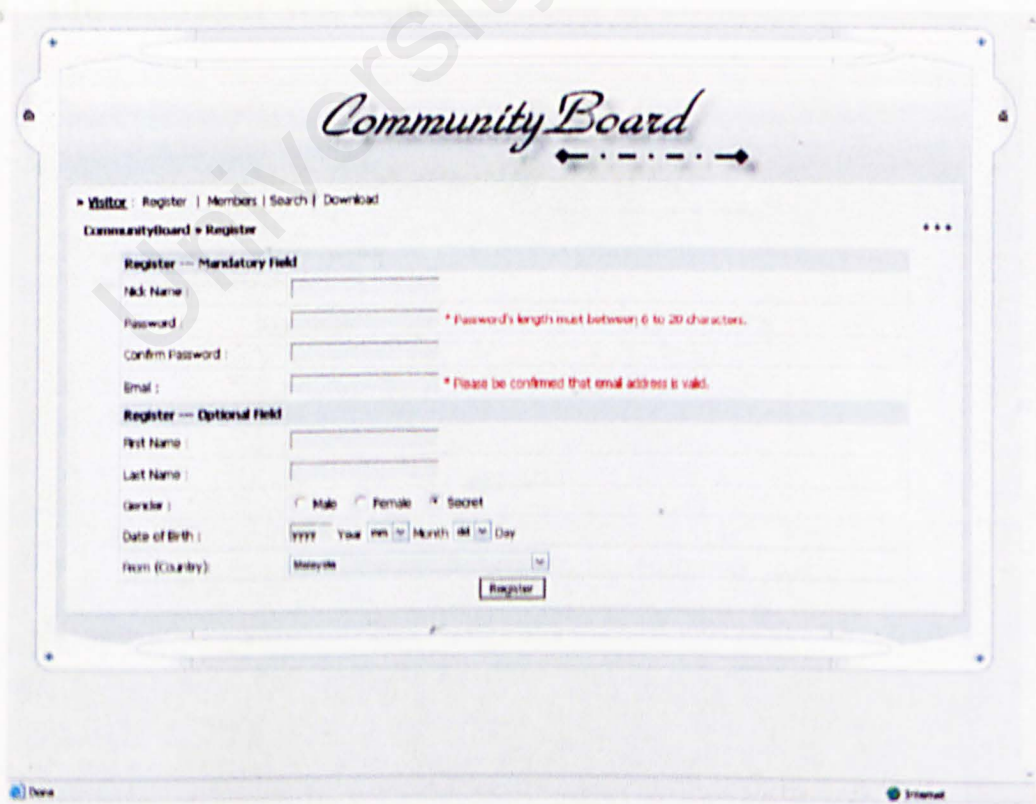 University
CommunityBoard
» Visitor : Register | Members | Search | Download
CommunityBoard » Register
Register --- Mandatory Field
Nick Name :
Password : * Password's length must between 6 to 20 characters.
Confirm Password :
Email : * Please be confirmed that email address is valid.
Register --- Optional Field
First Name :
Last Name :
Gender : Male Female Secret
Date of Birth : yyyy Year mm Month dd Day
From (Country): Malaysia
Register
Done Internet